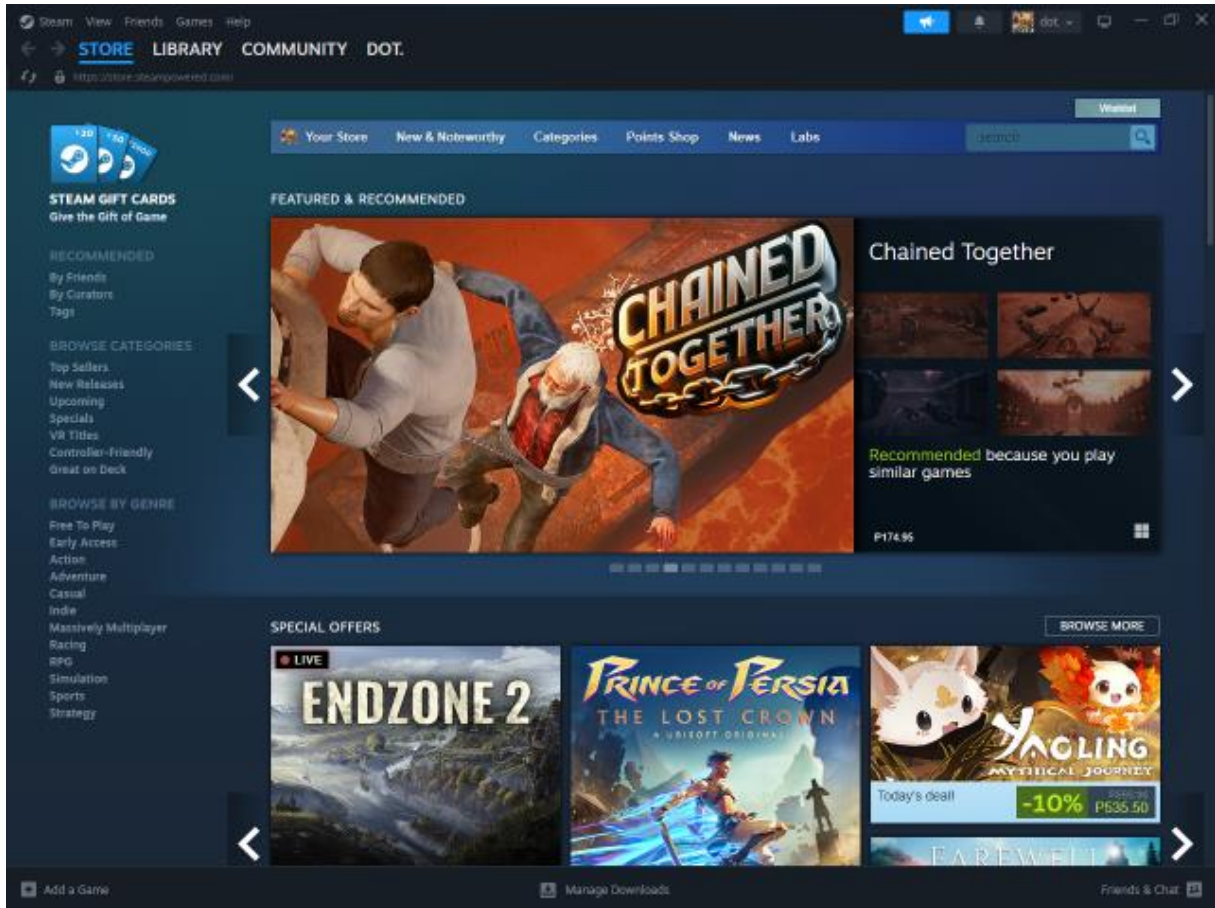 Steam View Friends Games Help
dot.
STORE LIBRARY COMMUNITY DOT.
https://store.steampowered.com/
Wishlist
Your Store New & Noteworthy Categories Points Shop News Labs
search
STEAM GIFT CARDS
Give the Gift of Game
RECOMMENDED
By Friends
By Curators
Tags
BROWSE CATEGORIES
Top Sellers
New Releases
Upcoming
Specials
VR Titles
Controller-Friendly
Great on Deck
BROWSE BY GENRE
Free To Play
Early Access
Action
Adventure
Casual
Indie
Massively Multiplayer
Racing
RPG
Simulation
Sports
Strategy
FEATURED & RECOMMENDED
CHAINED
TOGETHER
Chained Together
Recommended because you play
similar games
P174.95
SPECIAL OFFERS
BROWSE MORE
LIVE
ENDZONE 2
PRINCE OF PERSIA
THE LOST CROWN
A UBISOFT ORIGINAL
YAOLING
MYTHICAL JOURNEY
Today's deal!
-10%
P535.50
FAREWELL
Add a Game
Manage Downloads
Friends & Chat